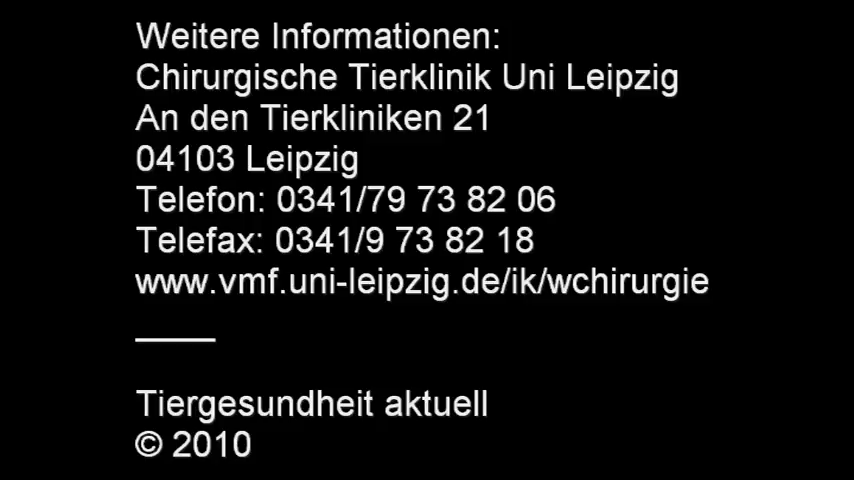 Weitere Informationen:
Chirurgische Tierklinik Uni Leipzig
An den Tierkliniken 21
04103 Leipzig
Telefon: 0341/79 73 82 06
Telefax: 0341/9 73 82 18
www.vmf.uni-leipzig.de/ik/wchirurgie
____
Tiergesundheit aktuell
© 2010